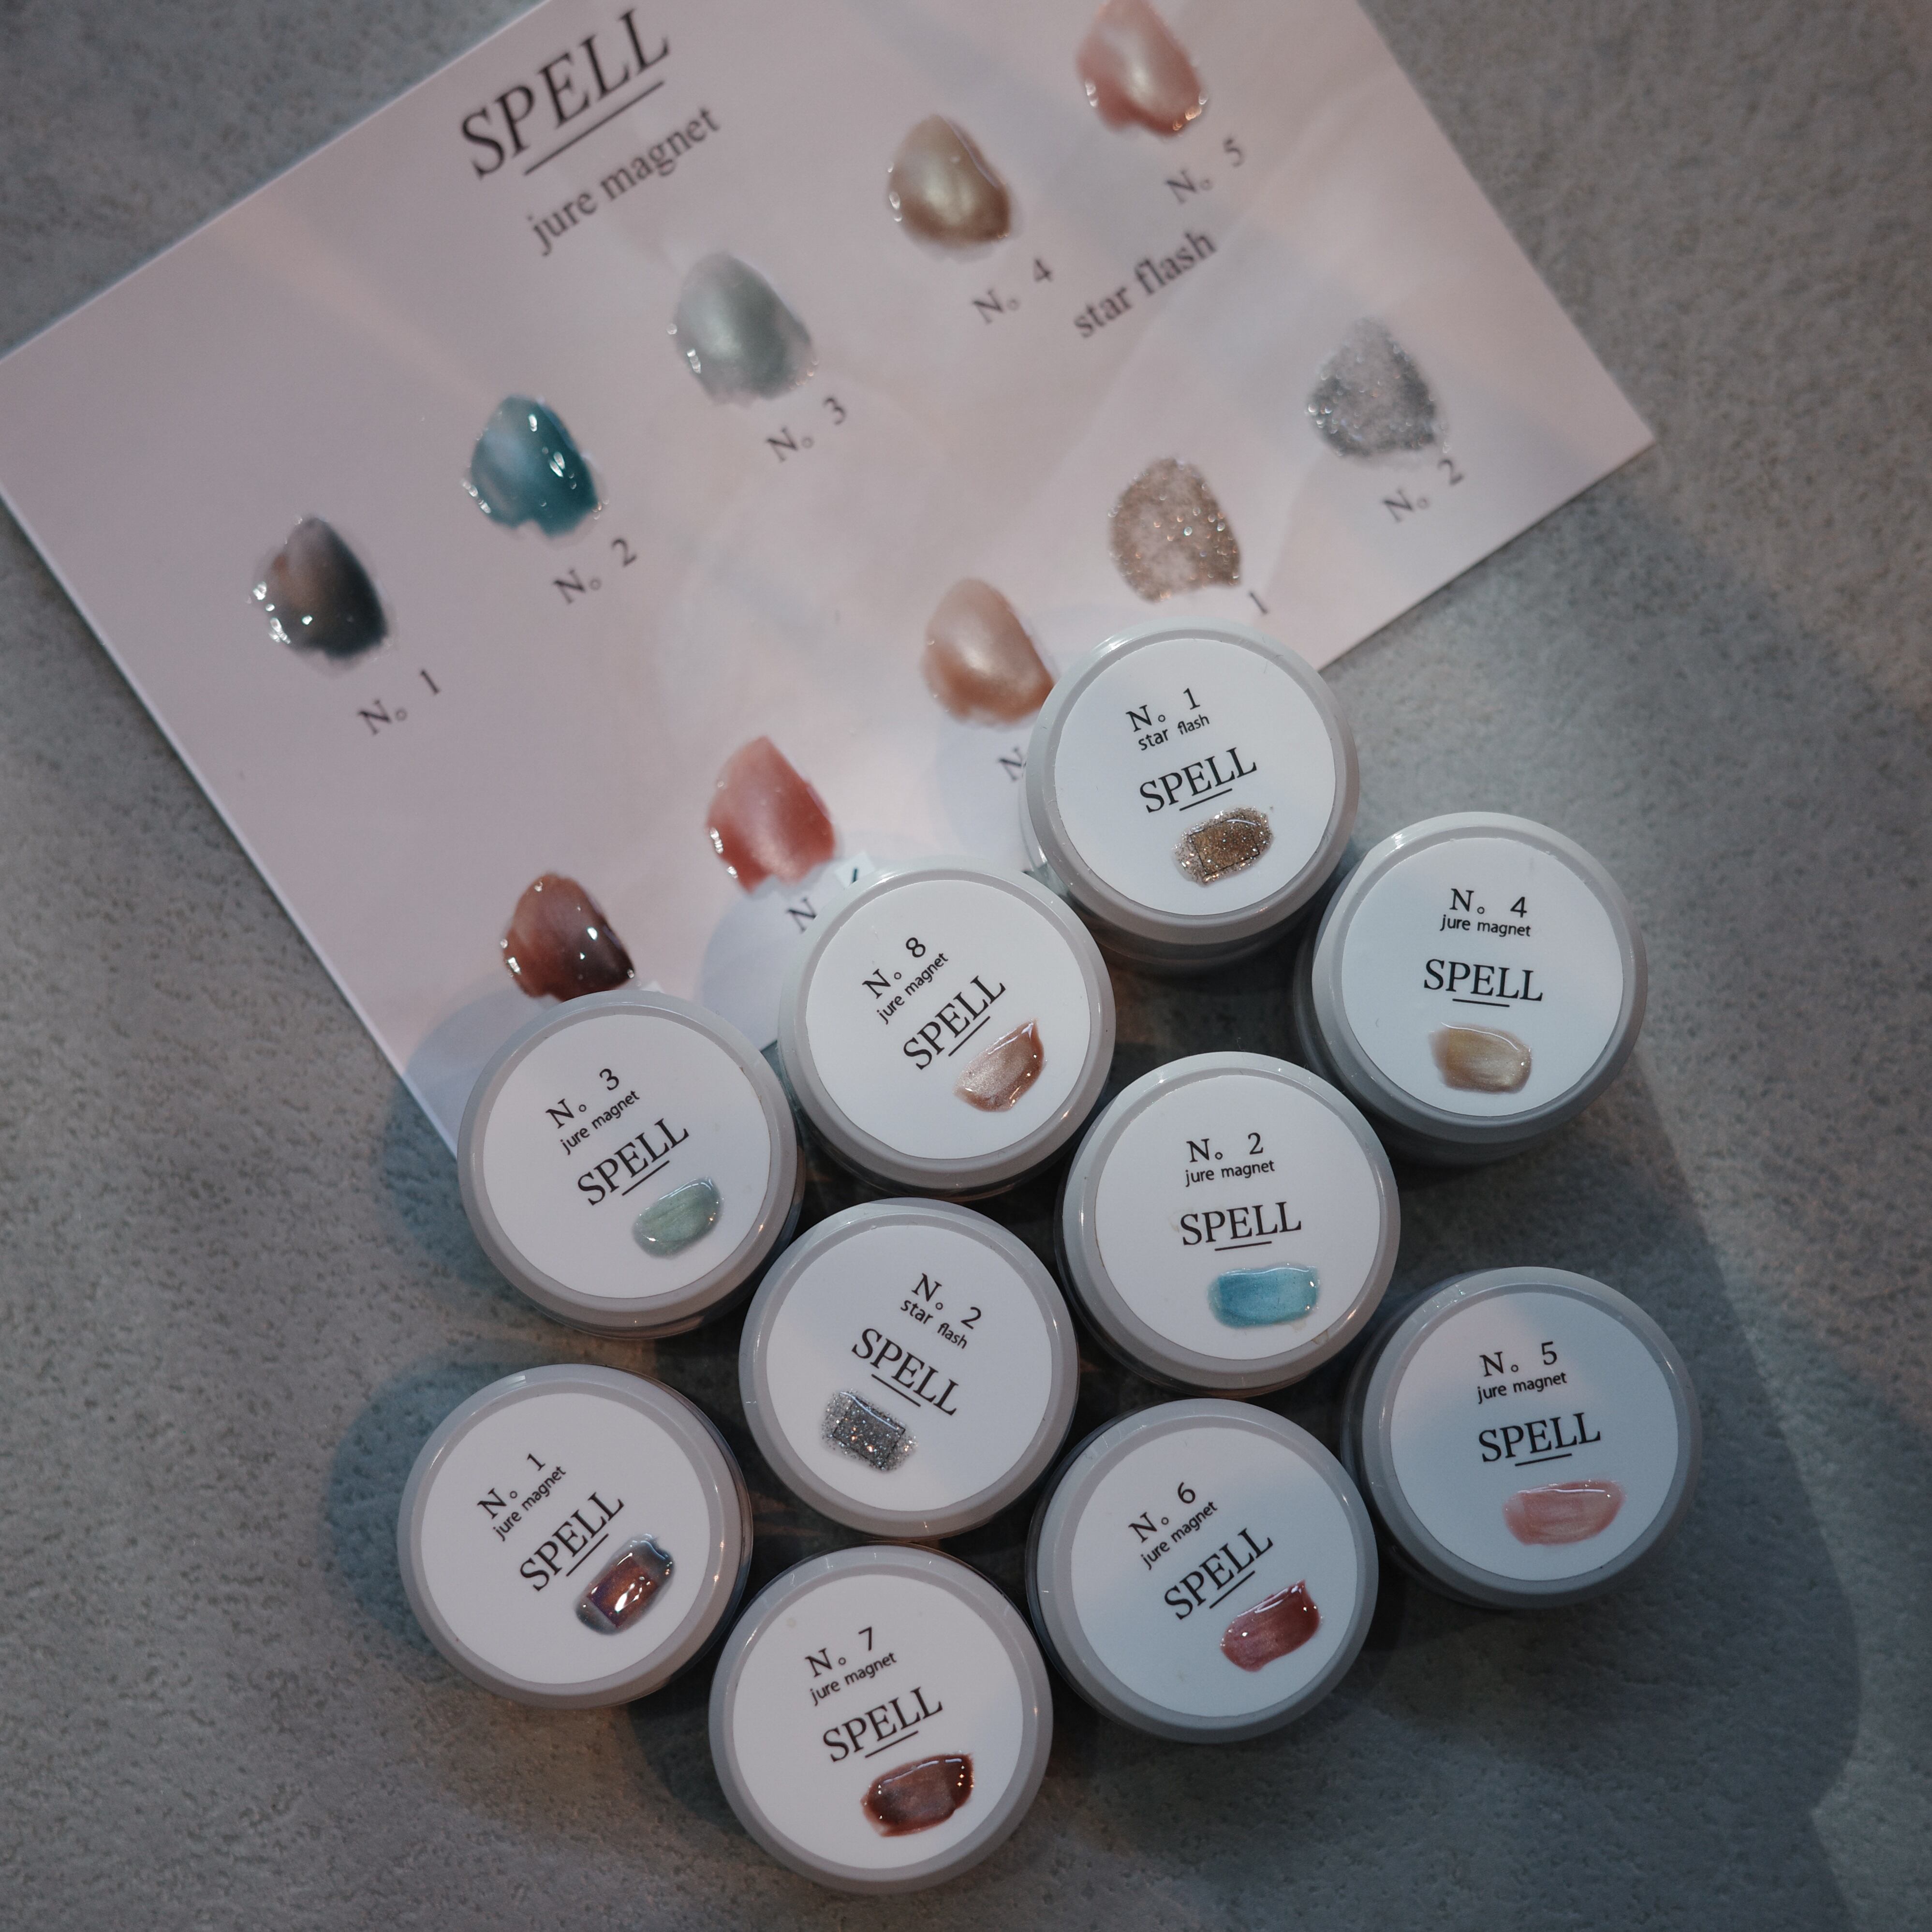 SPELL
jure magnet
N。 5
N。 4
star flash
N。 3
N。 2
N。 2
N。 1
1
N
N
N。 1
star flash
SPELL
N。 4
jure magnet
SPELL
N。 8
jure magnet
SPELL
N。 3
jure magnet
SPELL
N。 2
jure magnet
SPELL
N。 2
star flash
SPELL
N。 5
jure magnet
SPELL
N。 1
jure magnet
SPELL
N。 6
jure magnet
SPELL
N。 7
jure magnet
SPELL